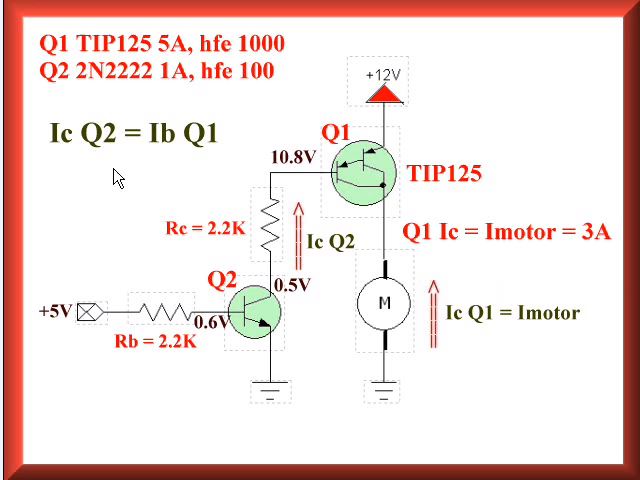 Q1 TIP125 5A, hfe 1000
Q2 2N2222 1A, hfe 100
+12V
Ic Q2 = Ib Q1
Q1
10.8V
TIP125
Rc = 2.2K
Ic Q2
Q1 Ic = Imotor = 3A
Q2
0.5V
M
+5V
0.6V
Ic Q1 = Imotor
Rb = 2.2K